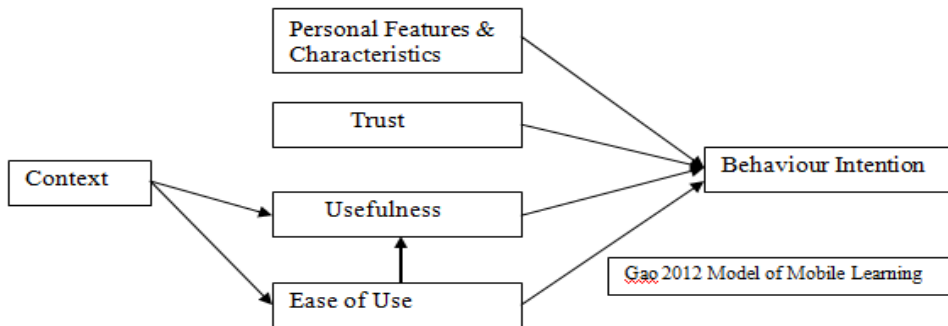 Personal Features &
Characteristics
Trust
Context
Behaviour Intention
Usefulness
Gao 2012 Model of Mobile Learning
Ease of Use